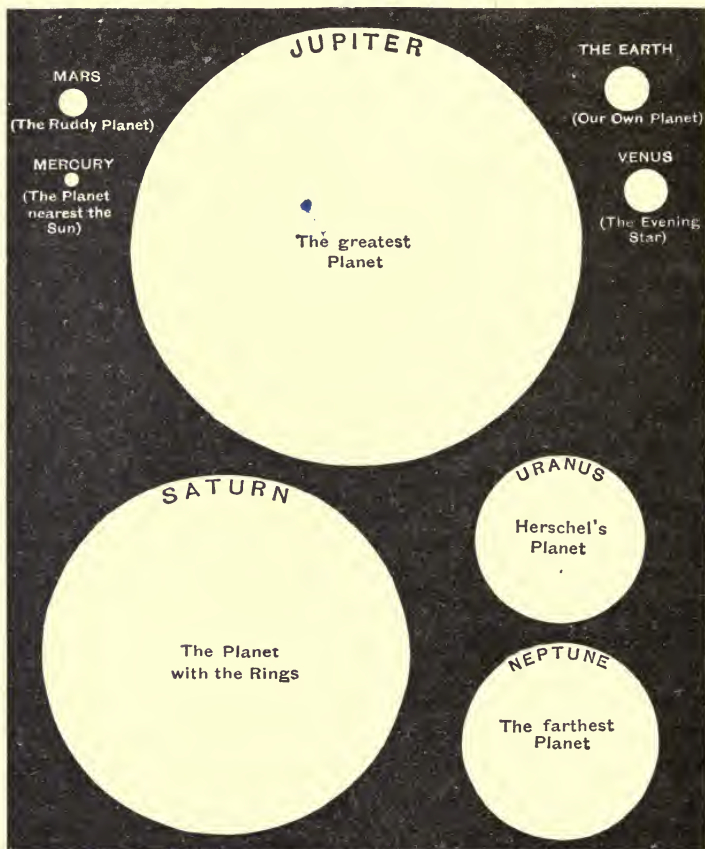 JUPITER
The greatest
Planet
MARS
(The Ruddy Planet)
MERCURY
(The Planet
nearest the
Sun)
THE EARTH
(Our Own Planet)
VENUS
(The Evening
Star)
SATURN
The Planet
with the Rings
URANUS
Herschel's
Planet
NEPTUNE
The farthest
Planet